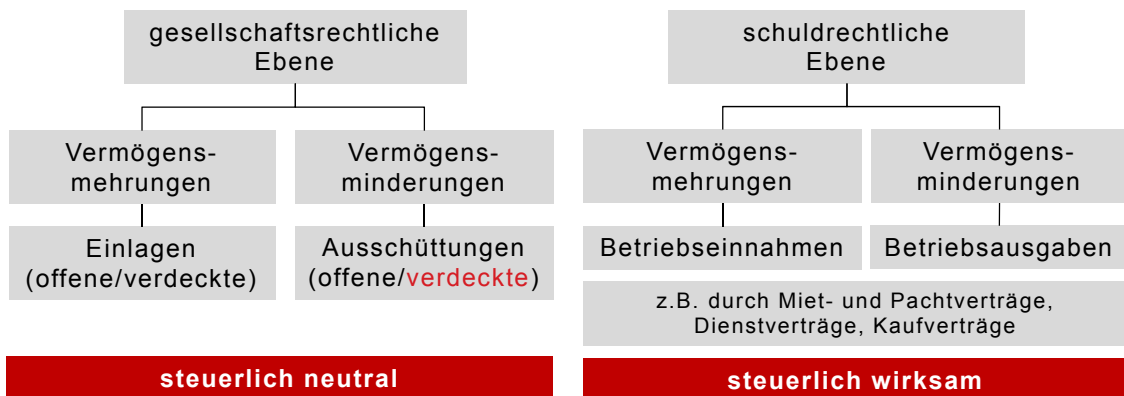 gesellschaftsrechtliche
Ebene
Vermögens-
mehrungen
Vermögens-
minderungen
Einlagen
(offene/verdeckte)
Ausschüttungen
(offene/verdeckte)
steuerlich neutral
schuldrechtliche
Ebene
Vermögens-
mehrungen
Vermögens-
minderungen
Betriebseinnahmen
Betriebsausgaben
z.B. durch Miet- und Pachtverträge,
Dienstverträge, Kaufverträge
steuerlich wirksam